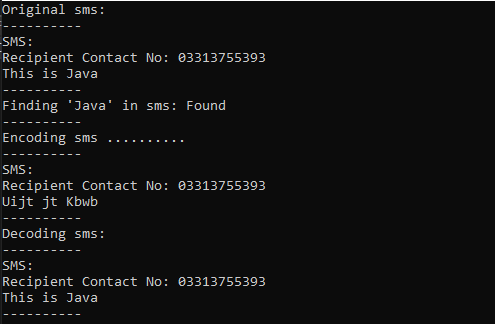 Original sms:
----------
SMS:
Recipient Contact No: 03313755393
This is Java
----------
Finding 'Java' in sms: Found
----------
Encoding sms ..........
----------
SMS:
Recipient Contact No: 03313755393
Uijt jt Kbwb
----------
Decoding sms:
----------
SMS:
Recipient Contact No: 03313755393
This is Java
----------